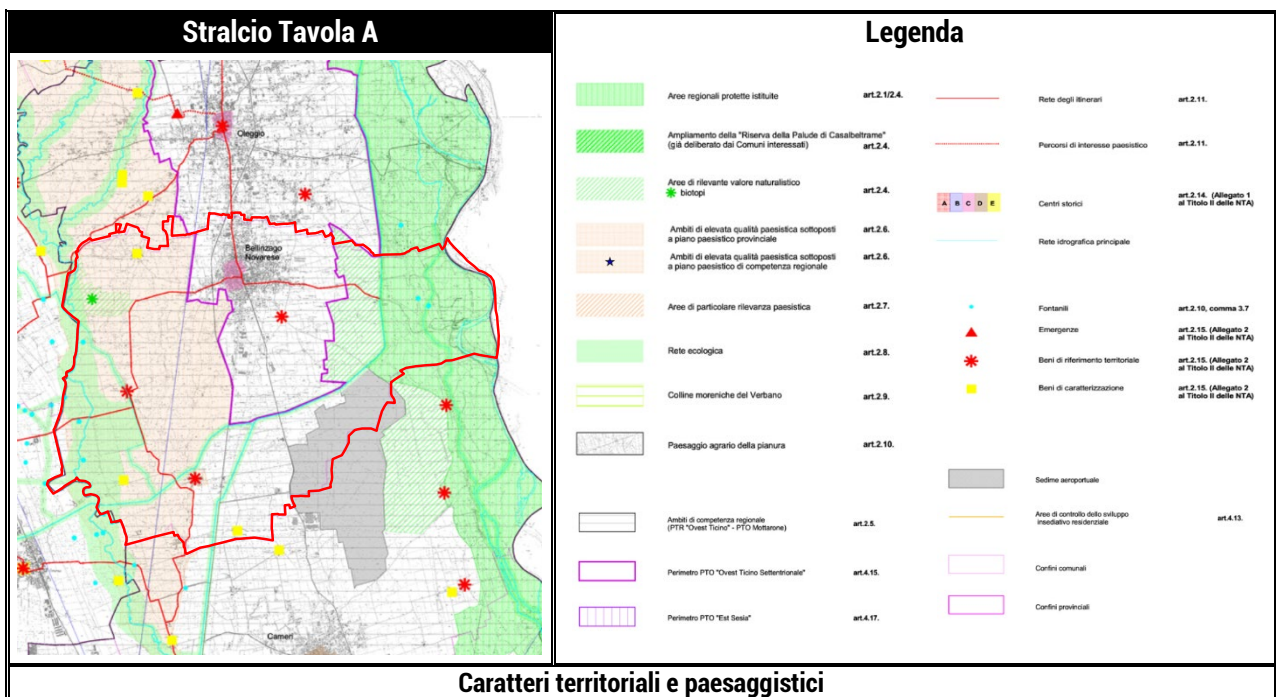 Stralcio Tavola A
Oleggio
Bellinzago
Novarese
Cameri
Legenda
Aree regionali protette istituite art.2.1/2.4.
Ampliamento della "Riserva della Palude di Casalbeltrame"
(già deliberato dai Comuni interessati) art.2.4.
Aree di rilevante valore naturalistico art.2.4.
biotopi
Ambiti di elevata qualità paesistica sottoposti art.2.6.
a piano paesistico provinciale
Ambiti di elevata qualità paesistica sottoposti art.2.6.
a piano paesistico di competenza regionale
Aree di particolare rilevanza paesistica art.2.7.
Rete ecologica art.2.8.
Colline moreniche del Verbano art.2.9.
Paesaggio agrario della pianura art.2.10.
Ambiti di competenza regionale art.2.5.
(PTR "Ovest Ticino" - PTO Mottarone)
Perimetro PTO "Ovest Ticino Settentrionale" art.4.15.
Perimetro PTO "Est Sesia" art.4.17.
Rete degli itinerari art.2.11.
Percorsi di interesse paesistico art.2.11.
A B C D E Centri storici art.2.14. (Allegato 1
al Titolo II delle NTA)
Rete idrografica principale
Fontanili art.2.10, comma 3.7
Emergenze art.2.15. (Allegato 2
al Titolo II delle NTA)
Beni di riferimento territoriale art.2.15. (Allegato 2
al Titolo II delle NTA)
Beni di caratterizzazione art.2.15. (Allegato 2
al Titolo II delle NTA)
Sedime aeroportuale
Aree di controllo dello sviluppo art.4.13.
insediativo residenziale
Confini comunali
Confini provinciali
Caratteri territoriali e paesaggistici